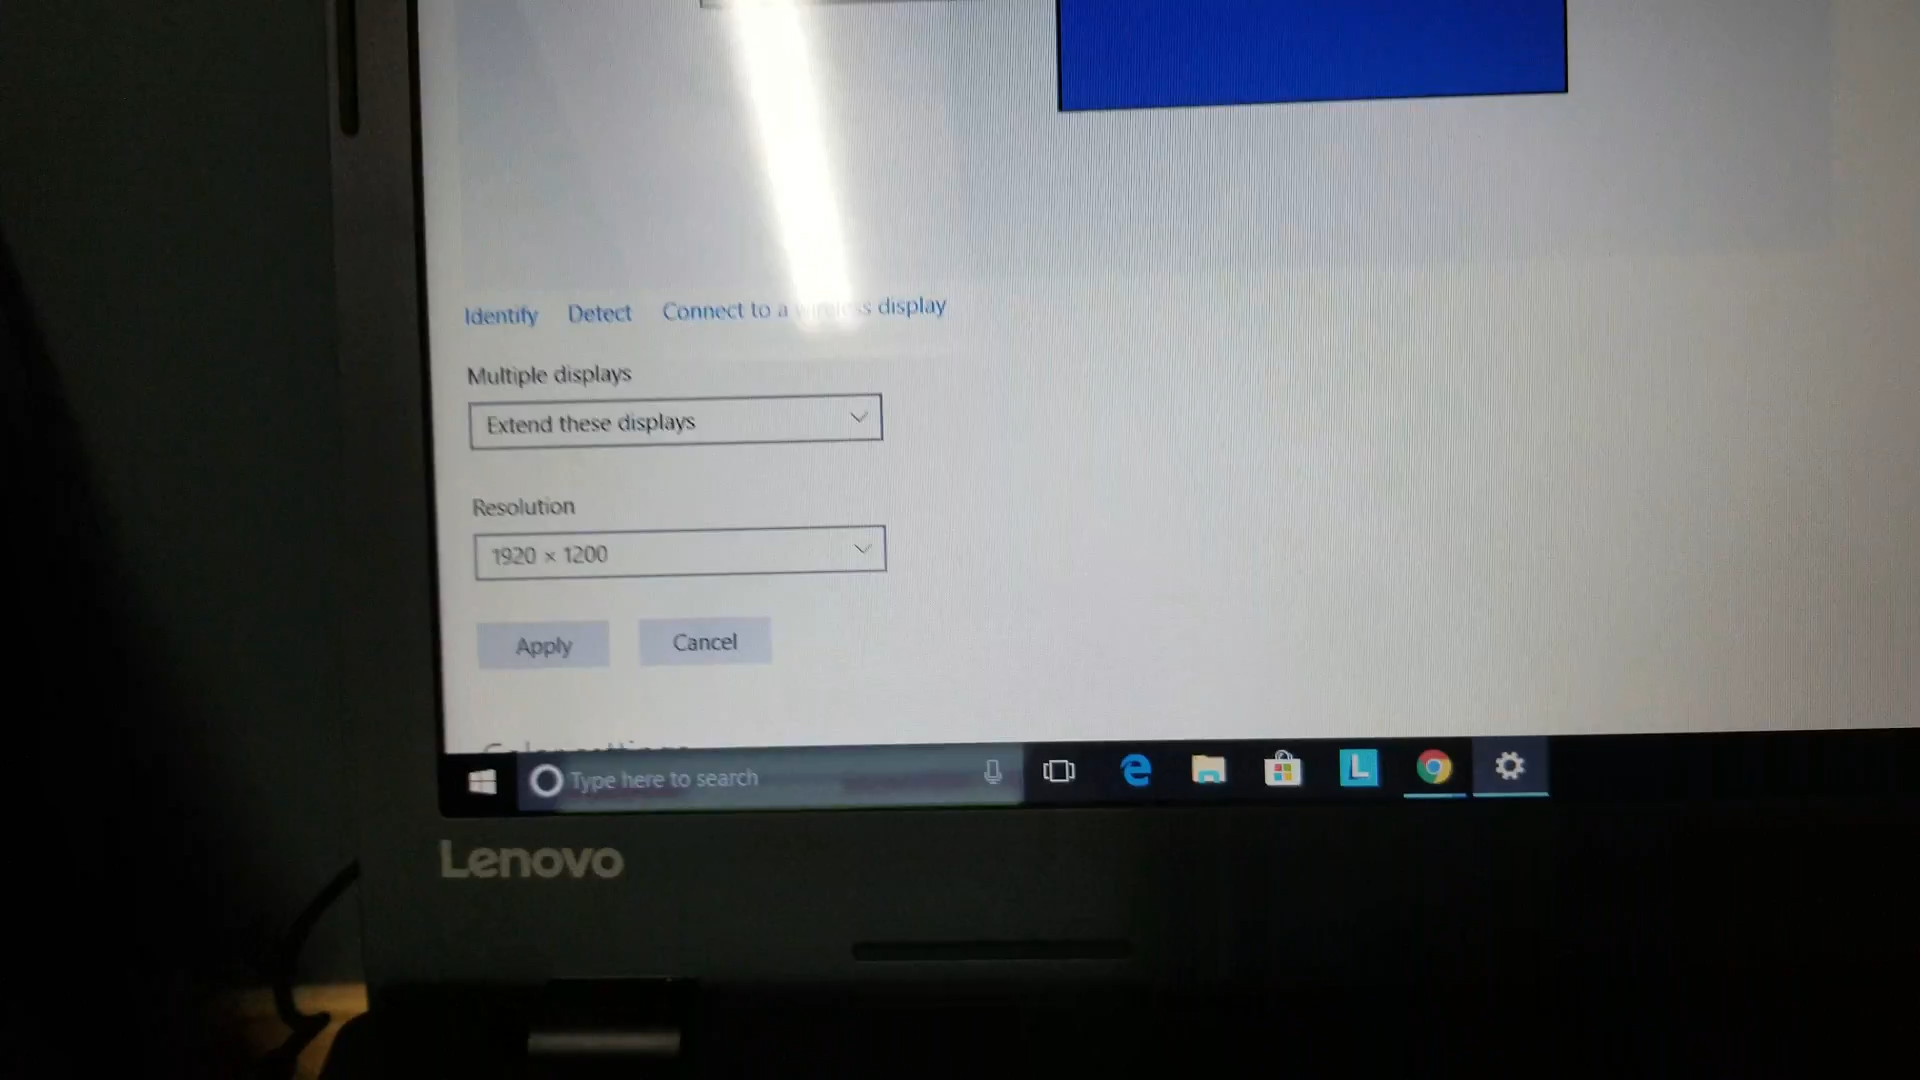 Identify Detect Connect to a wireless display
Multiple displays
Extend these displays
Resolution
1920 × 1200
Apply Cancel
Type here to search
L
Lenovo